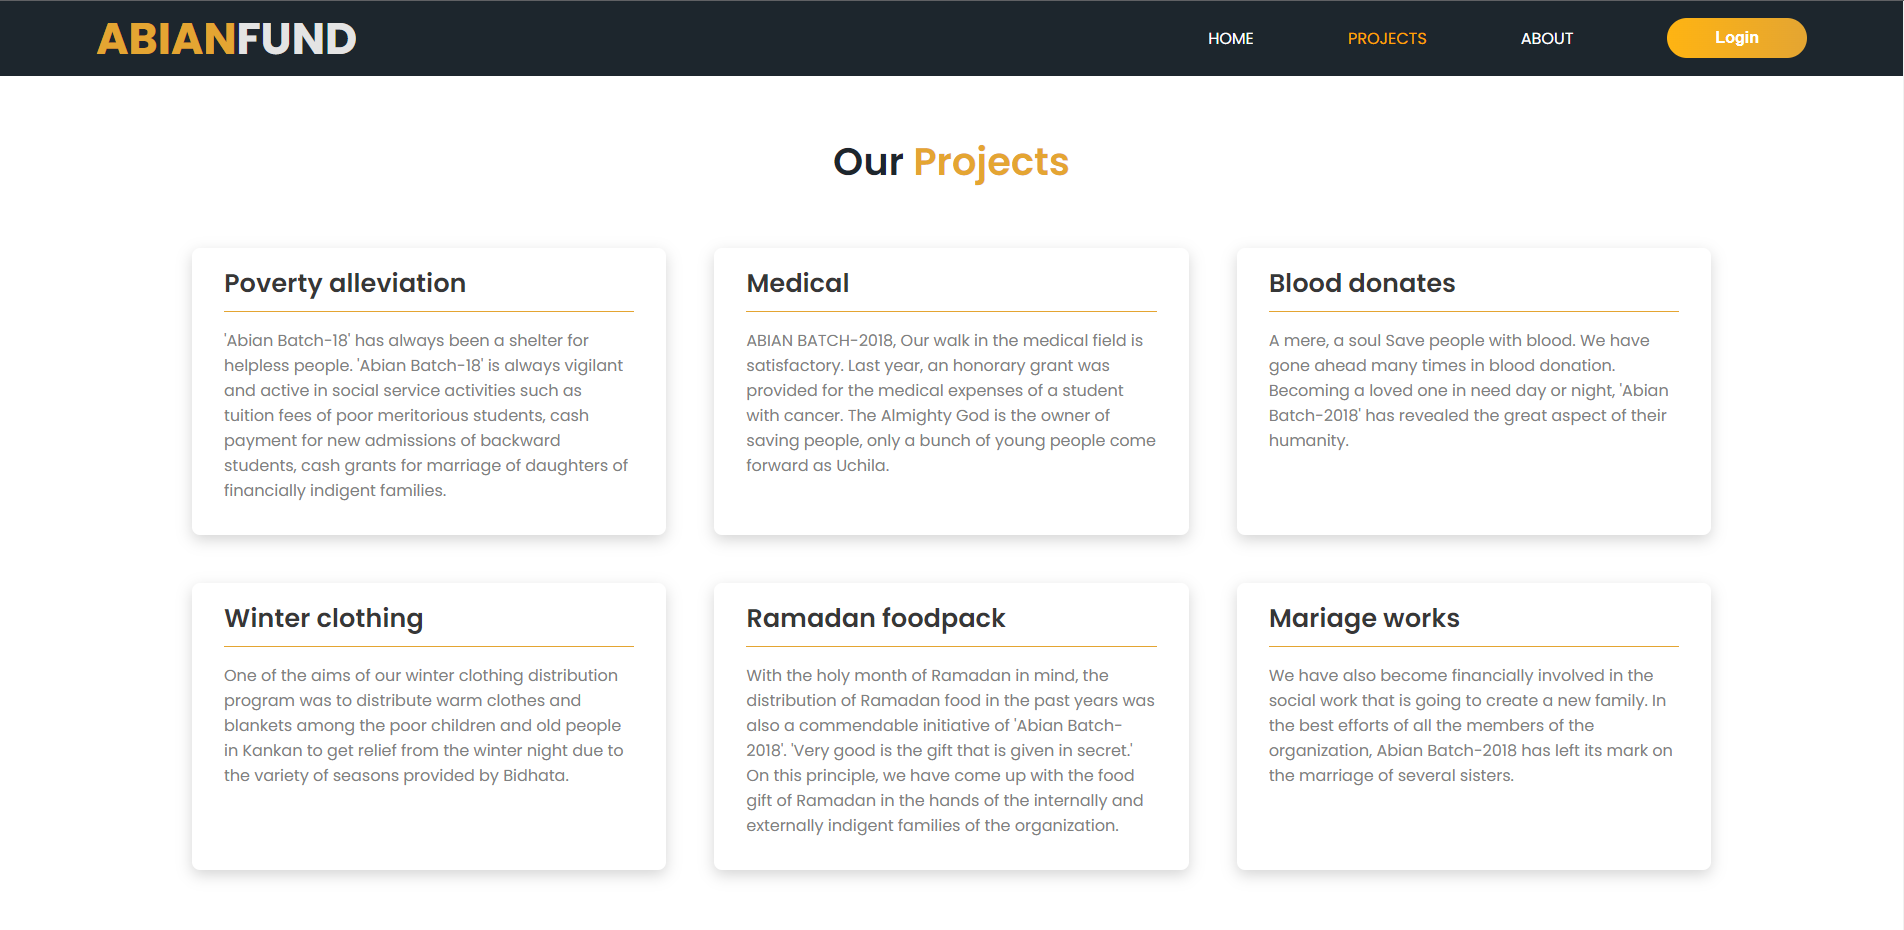 ABIANFUND
HOME
PROJECTS
ABOUT
Login
Our Projects
Poverty alleviation
'Abian Batch-18' has always been a shelter for
helpless people. 'Abian Batch-18' is always vigilant
and active in social service activities such as
tuition fees of poor meritorious students, cash
payment for new admissions of backward
students, cash grants for marriage of daughters of
financially indigent families.
Medical
ABIAN BATCH-2018, Our walk in the medical field is
satisfactory. Last year, an honorary grant was
provided for the medical expenses of a student
with cancer. The Almighty God is the owner of
saving people, only a bunch of young people come
forward as Uchila.
Blood donates
A mere, a soul Save people with blood. We have
gone ahead many times in blood donation.
Becoming a loved one in need day or night, 'Abian
Batch-2018' has revealed the great aspect of their
humanity.
Winter clothing
One of the aims of our winter clothing distribution
program was to distribute warm clothes and
blankets among the poor children and old people
in Kankan to get relief from the winter night due to
the variety of seasons provided by Bidhata.
Ramadan foodpack
With the holy month of Ramadan in mind, the
distribution of Ramadan food in the past years was
also a commendable initiative of 'Abian Batch-
2018'. 'Very good is the gift that is given in secret.'
On this principle, we have come up with the food
gift of Ramadan in the hands of the internally and
externally indigent families of the organization.
Mariage works
We have also become financially involved in the
social work that is going to create a new family. In
the best efforts of all the members of the
organization, Abian Batch-2018 has left its mark on
the marriage of several sisters.